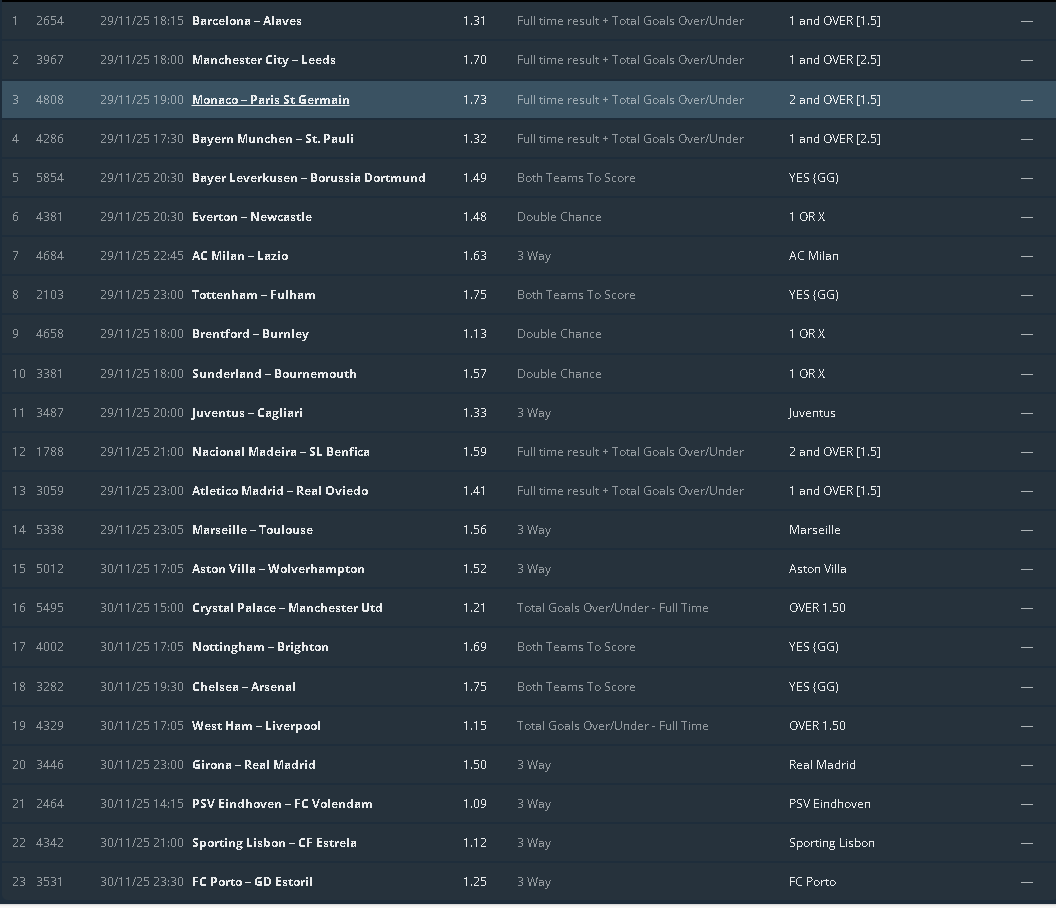 1 2654 29/11/25 18:15 Barcelona – Alaves 1.31 Full time result + Total Goals Over/Under 1 and OVER [1.5] —
2 3967 29/11/25 18:00 Manchester City – Leeds 1.70 Full time result + Total Goals Over/Under 1 and OVER [2.5] —
3 4808 29/11/25 19:00 Monaco – Paris St Germain 1.73 Full time result + Total Goals Over/Under 2 and OVER [1.5] —
4 4286 29/11/25 17:30 Bayern Munchen – St. Pauli 1.32 Full time result + Total Goals Over/Under 1 and OVER [2.5] —
5 5854 29/11/25 20:30 Bayer Leverkusen – Borussia Dortmund 1.49 Both Teams To Score YES (GG) —
6 4381 29/11/25 20:30 Everton – Newcastle 1.48 Double Chance 1 OR X —
7 4684 29/11/25 22:45 AC Milan – Lazio 1.63 3 Way AC Milan —
8 2103 29/11/25 23:00 Tottenham – Fulham 1.75 Both Teams To Score YES (GG) —
9 4658 29/11/25 18:00 Brentford – Burnley 1.13 Double Chance 1 OR X —
10 3381 29/11/25 18:00 Sunderland – Bournemouth 1.57 Double Chance 1 OR X —
11 3487 29/11/25 20:00 Juventus – Cagliari 1.33 3 Way Juventus —
12 1788 29/11/25 21:00 Nacional Madeira – SL Benfica 1.59 Full time result + Total Goals Over/Under 2 and OVER [1.5] —
13 3059 29/11/25 23:00 Atletico Madrid – Real Oviedo 1.41 Full time result + Total Goals Over/Under 1 and OVER [1.5] —
14 5338 29/11/25 23:05 Marseille – Toulouse 1.56 3 Way Marseille —
15 5012 30/11/25 17:05 Aston Villa – Wolverhampton 1.52 3 Way Aston Villa —
16 5495 30/11/25 15:00 Crystal Palace – Manchester Utd 1.21 Total Goals Over/Under - Full Time OVER 1.50 —
17 4002 30/11/25 17:05 Nottingham – Brighton 1.69 Both Teams To Score YES (GG) —
18 3282 30/11/25 19:30 Chelsea – Arsenal 1.75 Both Teams To Score YES (GG) —
19 4329 30/11/25 17:05 West Ham – Liverpool 1.15 Total Goals Over/Under - Full Time OVER 1.50 —
20 3446 30/11/25 23:00 Girona – Real Madrid 1.50 3 Way Real Madrid —
21 2464 30/11/25 14:15 PSV Eindhoven – FC Volendam 1.09 3 Way PSV Eindhoven —
22 4342 30/11/25 21:00 Sporting Lisbon – CF Estrela 1.12 3 Way Sporting Lisbon —
23 3531 30/11/25 23:30 FC Porto – GD Estoril 1.25 3 Way FC Porto —